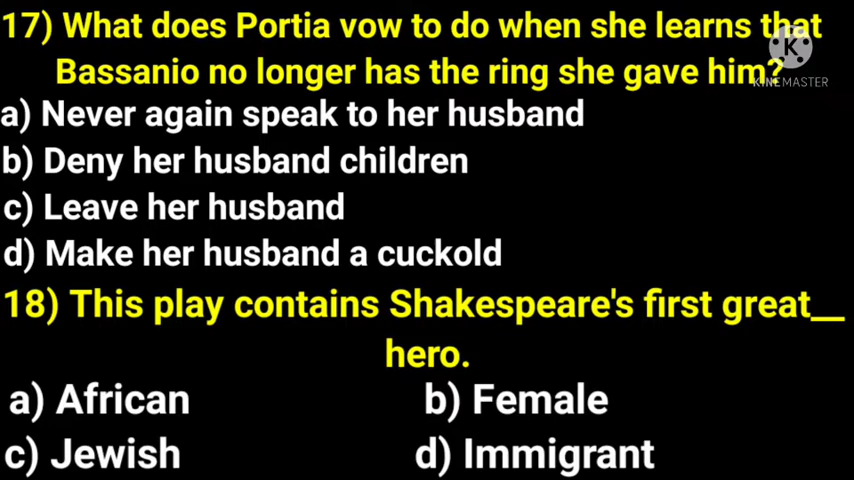 17) What does Portia vow to do when she learns that
Bassanio no longer has the ring she gave him?
K
KINEMASTER
a) Never again speak to her husband
b) Deny her husband children
c) Leave her husband
d) Make her husband a cuckold
18) This play contains Shakespeare's first great__
hero.
a) African b) Female
c) Jewish d) Immigrant